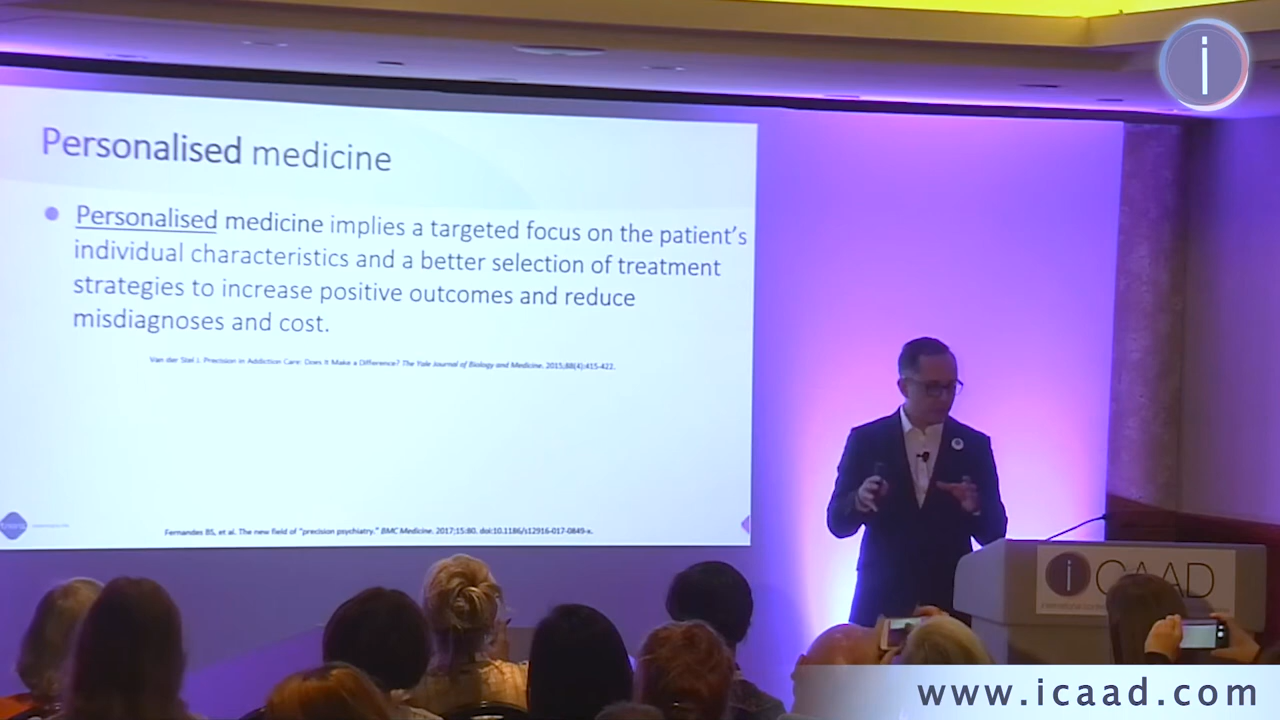 i
Personalised medicine
Personalised medicine implies a targeted focus on the patient's
individual characteristics and a better selection of treatment
strategies to increase positive outcomes and reduce
misdiagnoses and cost.
Van der Stel J. Precision in Addiction Care: Does It Make a Difference? The Yale Journal of Biology and Medicine. 2015;88(4):415-422.
Fernandes BS, et al. The new field of "precision psychiatry." BMC Medicine. 2017;15:80. doi:10.1186/s12916-017-0849-x.
iCAAD
www.icaad.com